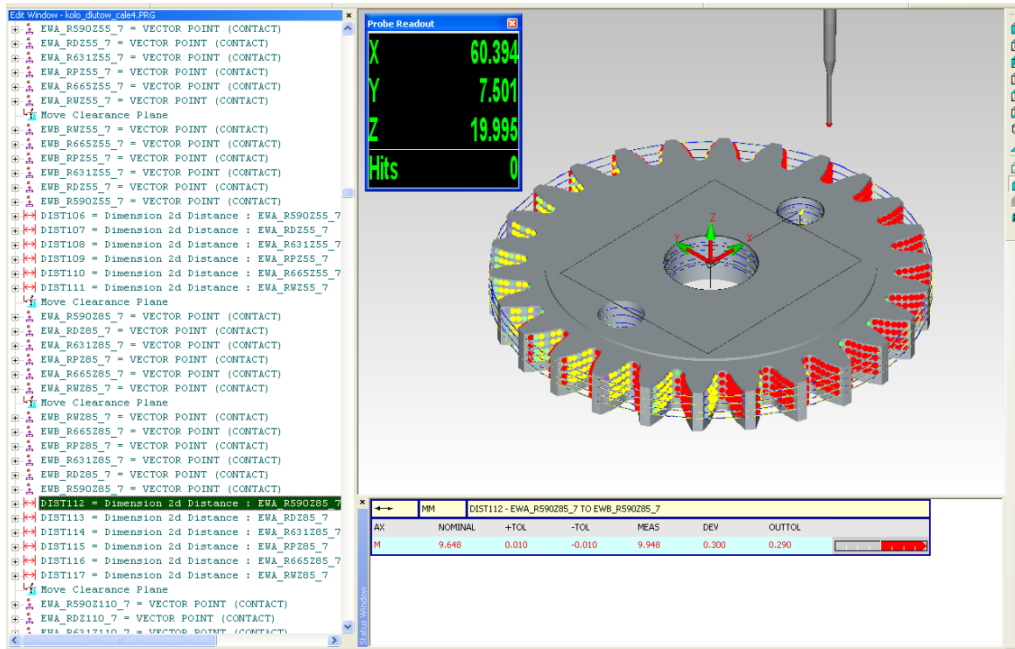 Edit Window - kolo_dlutow_cale4.PRG
EWA_R590Z55_7 = VECTOR POINT (CONTACT)
EWA_RDZ55_7 = VECTOR POINT (CONTACT)
EWA_R631Z55_7 = VECTOR POINT (CONTACT)
EWA_RPZ55_7 = VECTOR POINT (CONTACT)
EWA_R665Z55_7 = VECTOR POINT (CONTACT)
EWA_RWZ55_7 = VECTOR POINT (CONTACT)
Move Clearance Plane
EWB_RWZ55_7 = VECTOR POINT (CONTACT)
EWB_R665Z55_7 = VECTOR POINT (CONTACT)
EWB_RPZ55_7 = VECTOR POINT (CONTACT)
EWB_R631Z55_7 = VECTOR POINT (CONTACT)
EWB_RDZ55_7 = VECTOR POINT (CONTACT)
EWB_R590Z55_7 = VECTOR POINT (CONTACT)
DIST106 = Dimension 2d Distance : EWA_R590Z55_7
DIST107 = Dimension 2d Distance : EWA_RDZ55_7
DIST108 = Dimension 2d Distance : EWA_R631Z55_7
DIST109 = Dimension 2d Distance : EWA_RPZ55_7
DIST110 = Dimension 2d Distance : EWA_R665Z55_7
DIST111 = Dimension 2d Distance : EWA_RWZ55_7
Move Clearance Plane
EWA_R590Z85_7 = VECTOR POINT (CONTACT)
EWA_RDZ85_7 = VECTOR POINT (CONTACT)
EWA_R631Z85_7 = VECTOR POINT (CONTACT)
EWA_RPZ85_7 = VECTOR POINT (CONTACT)
EWA_R665Z85_7 = VECTOR POINT (CONTACT)
EWA_RWZ85_7 = VECTOR POINT (CONTACT)
Move Clearance Plane
EWB_RWZ85_7 = VECTOR POINT (CONTACT)
EWB_R665Z85_7 = VECTOR POINT (CONTACT)
EWB_RPZ85_7 = VECTOR POINT (CONTACT)
EWB_R631Z85_7 = VECTOR POINT (CONTACT)
EWB_RDZ85_7 = VECTOR POINT (CONTACT)
EWB_R590Z85_7 = VECTOR POINT (CONTACT)
DIST112 = Dimension 2d Distance : EWA_R590Z85_7
DIST113 = Dimension 2d Distance : EWA_RDZ85_7
DIST114 = Dimension 2d Distance : EWA_R631Z85_7
DIST115 = Dimension 2d Distance : EWA_RPZ85_7
DIST116 = Dimension 2d Distance : EWA_R665Z85_7
DIST117 = Dimension 2d Distance : EWA_RWZ85_7
Move Clearance Plane
EWA_R590Z110_7 = VECTOR POINT (CONTACT)
EWA_RDZ110_7 = VECTOR POINT (CONTACT)
EWA_R631Z110_7 = VECTOR POINT (CONTACT)
Probe Readout
X 60.394
Y 7.501
Z 19.995
Hits 0
Z
Y
X
Status Window
MM DIST112 - EWA_R590Z85_7 TO EWB_R590Z85_7
AX NOMINAL +TOL -TOL MEAS DEV OUTTOL
M 9.648 0.010 -0.010 9.948 0.300 0.290